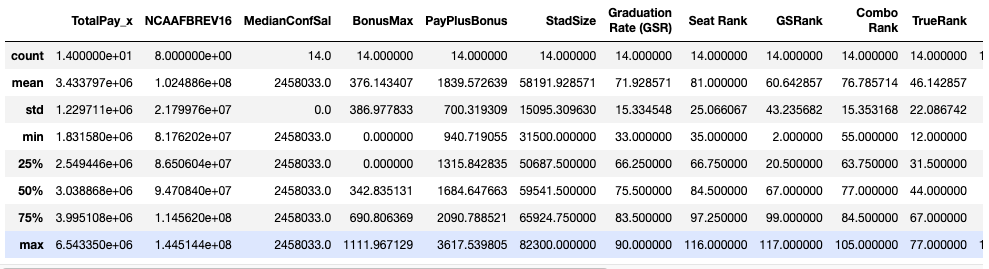 TotalPay_x NCAAFBREV16 MedianConfSal BonusMax PayPlusBonus StadSize Graduation Rate (GSR) Seat Rank GSRank Combo Rank TrueRank
count 1.400000e+01 8.000000e+00 14.0 14.000000 14.000000 14.000000 14.000000 14.000000 14.000000 14.000000 14.000000 1
mean 3.433797e+06 1.024886e+08 2458033.0 376.143407 1839.572639 58191.928571 71.928571 81.000000 60.642857 76.785714 46.142857
std 1.229711e+06 2.179976e+07 0.0 386.977833 700.319309 15095.309630 15.334548 25.066067 43.235682 15.353168 22.086742
min 1.831580e+06 8.176202e+07 2458033.0 0.000000 940.719055 31500.000000 33.000000 35.000000 2.000000 55.000000 12.000000
25% 2.549446e+06 8.650604e+07 2458033.0 0.000000 1315.842835 50687.500000 66.250000 66.750000 20.500000 63.750000 31.500000
50% 3.038868e+06 9.470840e+07 2458033.0 342.835131 1684.647663 59541.500000 75.500000 84.500000 67.000000 77.000000 44.000000
75% 3.995108e+06 1.145620e+08 2458033.0 690.806369 2090.788521 65924.750000 83.500000 97.250000 99.000000 84.500000 67.000000
max 6.543350e+06 1.445144e+08 2458033.0 1111.967129 3617.539805 82300.000000 90.000000 116.000000 117.000000 105.000000 77.000000 1